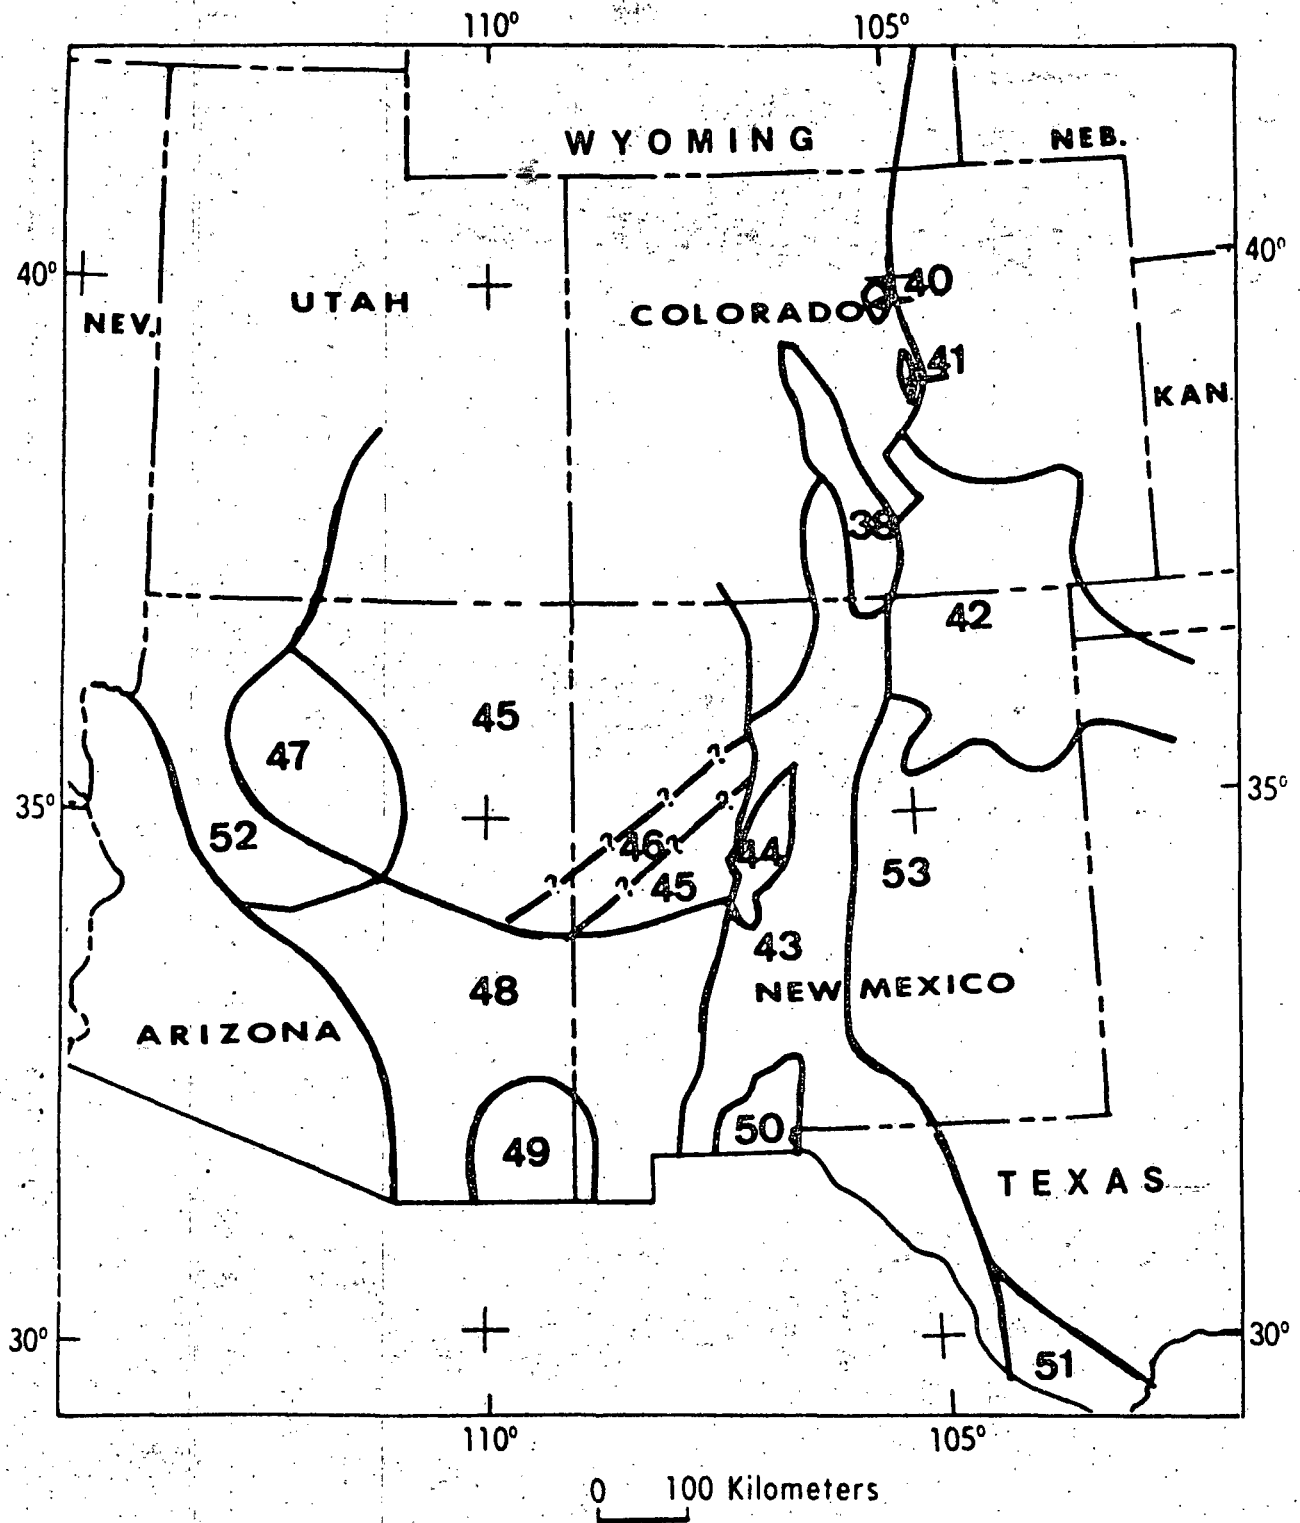 110° 105°
WYOMING NEB.
40° 40°
UTAH COLORADO 40
NEV.
41
KAN.
38
42
45
47
35° 35°
52 46 44
45 53
43
48 NEW MEXICO
ARIZONA
50
49
TEXAS
30° 30°
51
110° 105°
0 100 Kilometers